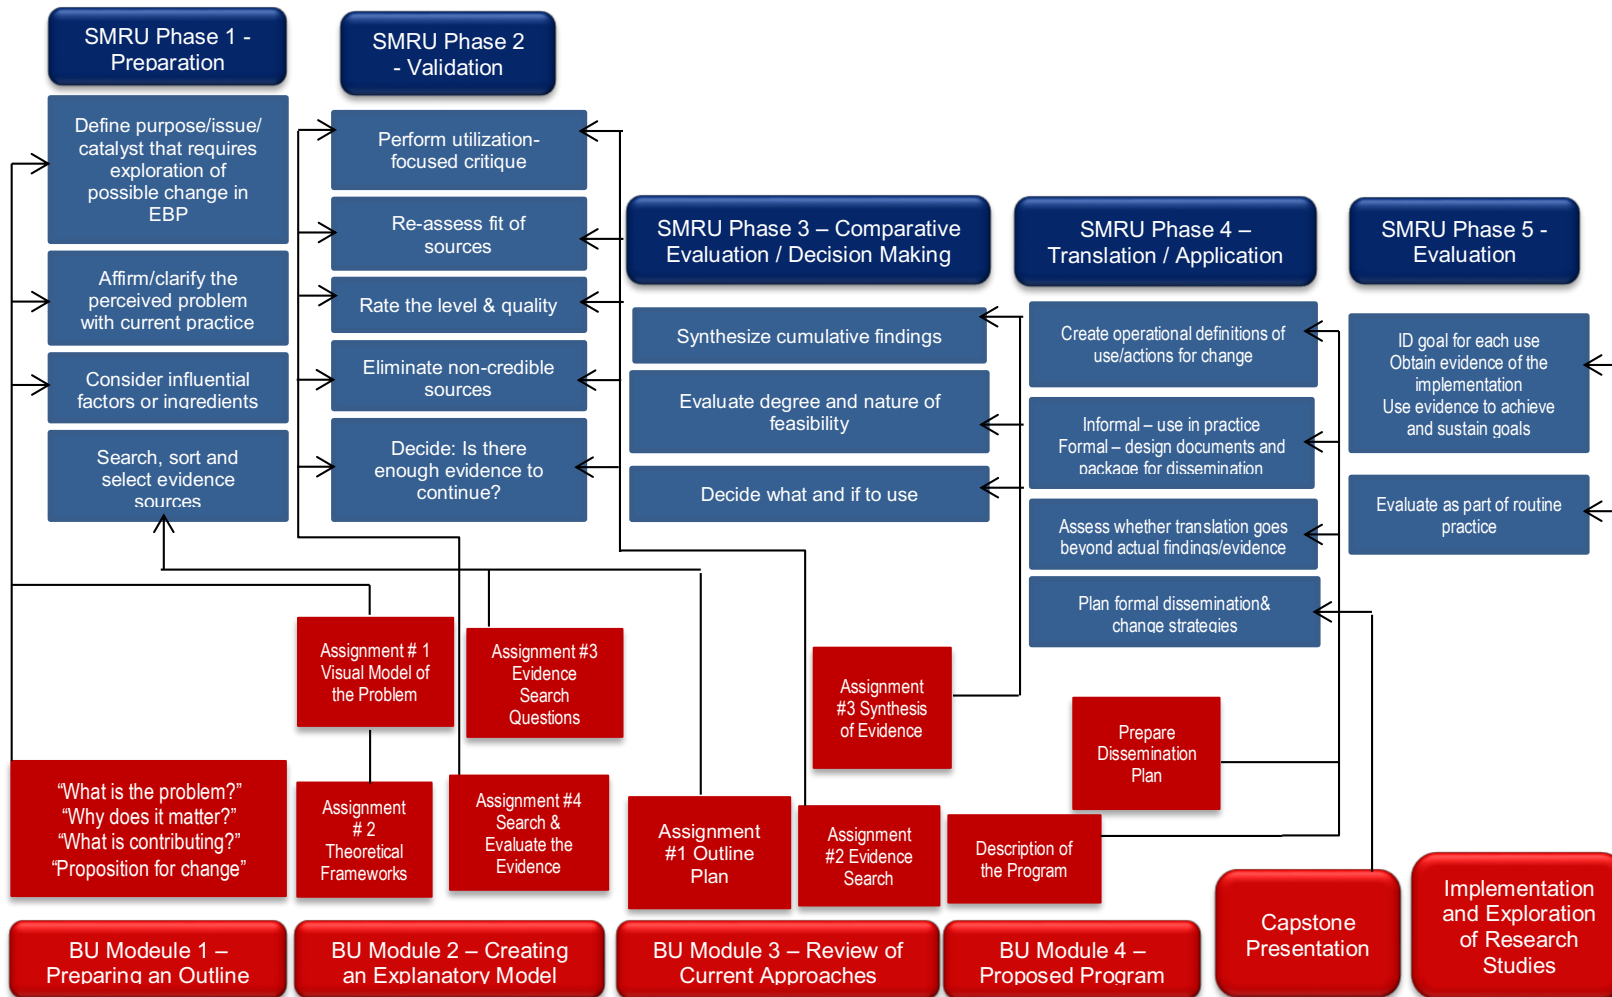 SMRU Phase 1 -
Preparation
Define purpose/issue/
catalyst that requires
exploration of
possible change in
EBP
Affirm/clarify the
perceived problem
with current practice
Consider influential
factors or ingredients
Search, sort and
select evidence
sources
SMRU Phase 2
- Validation
Perform utilization-
focused critique
Re-assess fit of
sources
Rate the level & quality
Eliminate non-credible
sources
Decide: Is there
enough evidence to
continue?
SMRU Phase 3 – Comparative
Evaluation / Decision Making
Synthesize cumulative findings
Evaluate degree and nature of
feasibility
Decide what and if to use
SMRU Phase 4 –
Translation / Application
Create operational definitions of
use/actions for change
Informal – use in practice
Formal – design documents and
package for dissemination
Assess whether translation goes
beyond actual findings/evidence
Plan formal dissemination&
change strategies
SMRU Phase 5 -
Evaluation
ID goal for each use
Obtain evidence of the
implementation
Use evidence to achieve
and sustain goals
Evaluate as part of routine
practice
“What is the problem?”
“Why does it matter?”
“What is contributing?”
“Proposition for change”
Assignment # 1
Visual Model of
the Problem
Assignment
# 2
Theoretical
Frameworks
Assignment #3
Evidence
Search
Questions
Assignment #4
Search &
Evaluate the
Evidence
Assignment
#1 Outline
Plan
Assignment
#2 Evidence
Search
Assignment
#3 Synthesis
of Evidence
Description of
the Program
Prepare
Dissemination
Plan
BU Modeule 1 –
Preparing an Outline
BU Module 2 – Creating
an Explanatory Model
BU Module 3 – Review of
Current Approaches
BU Module 4 –
Proposed Program
Capstone
Presentation
Implementation
and Exploration
of Research
Studies